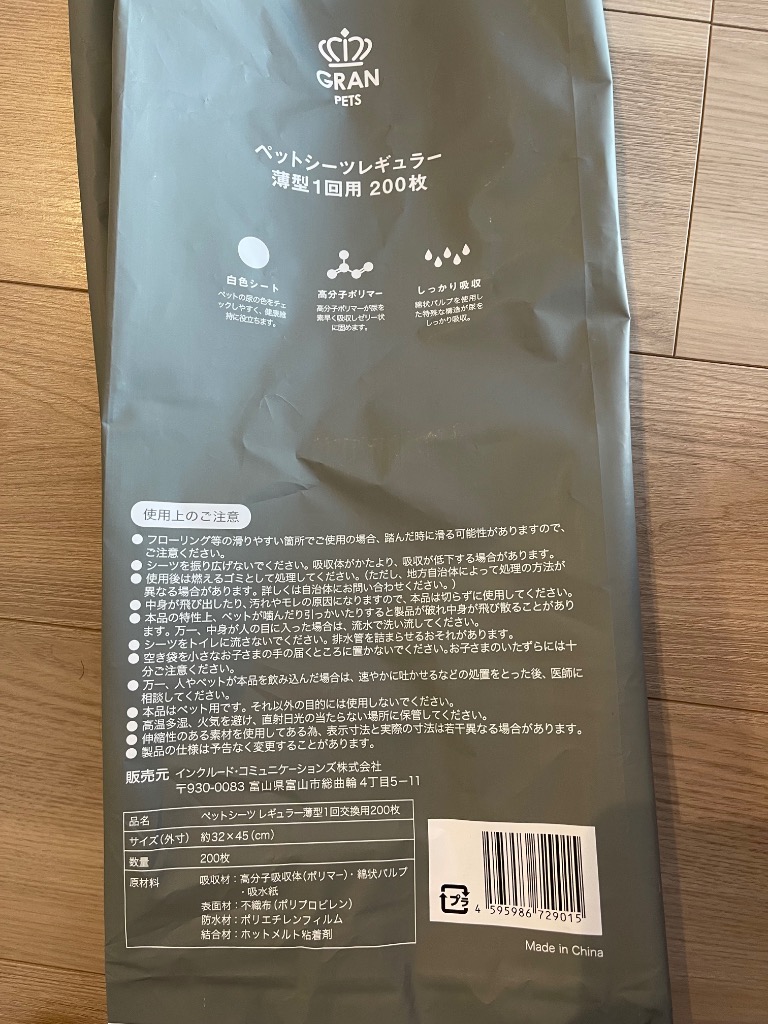 GRAN
PETS
ペットシーツレギュラー
薄型1回用 200枚
白色シート
ペットの尿の色をチェ
ックしやすく、健康維
持に役立ちます。
高分子ポリマー
高分子ポリマーが尿を
素早く吸収しゼリー状
に固めます。
しっかり吸収
綿状パルプを使用し
た特殊な構造が尿を
しっかり吸収。
使用上のご注意
● フローリング等の滑りやすい箇所でご使用の場合、踏んだ時に滑る可能性がありますので、
ご注意ください。
● シーツを振り広げないでください。吸収体がかたより、吸収が低下する場合があります。
● 使用後は燃えるゴミとして処理してください。(ただし、地方自治体によって処理の方法が
異なる場合があります。詳しくは自治体にお問い合わせください。)
● 中身が飛び出したり、汚れやモレの原因になりますので、本品は切らずに使用してください。
● 本品の特性上、ペットが噛んだり引っかいたりすると製品が破れ中身が飛び散ることがあり
ます。万一、中身が人の目に入った場合は、流水で洗い流してください。
● シーツをトイレに流さないでください。排水管を詰まらせるおそれがあります。
● 空き袋を小さなお子さまの手の届くところに置かないでください。お子さまのいたずらには十
分ご注意ください。
● 万一、人やペットが本品を飲み込んだ場合は、速やかに吐かせるなどの処置をとった後、医師に
相談してください。
● 本品はペット用です。それ以外の目的には使用しないでください。
● 高温多湿、火気を避け、直射日光の当たらない場所に保管してください。
● 伸縮性のある素材を使用してある為、表示寸法と実際の寸法は若干異なる場合があります。
● 製品の仕様は予告なく変更することがあります。
販売元 インクルード・コミュニケーションズ株式会社
〒930-0083 富山県富山市総曲輪4丁目5-11
品名 ペットシーツ レギュラー薄型1回交換用200枚
サイズ(外寸) 約32×45(cm)
数量 200枚
原材料 吸収材:高分子吸収体(ポリマー)・綿状パルプ
・吸水紙
表面材:不織布(ポリプロピレン)
防水材:ポリエチレンフィルム
結合材:ホットメルト粘着剤
プラ
4 595986 729015
Made in China